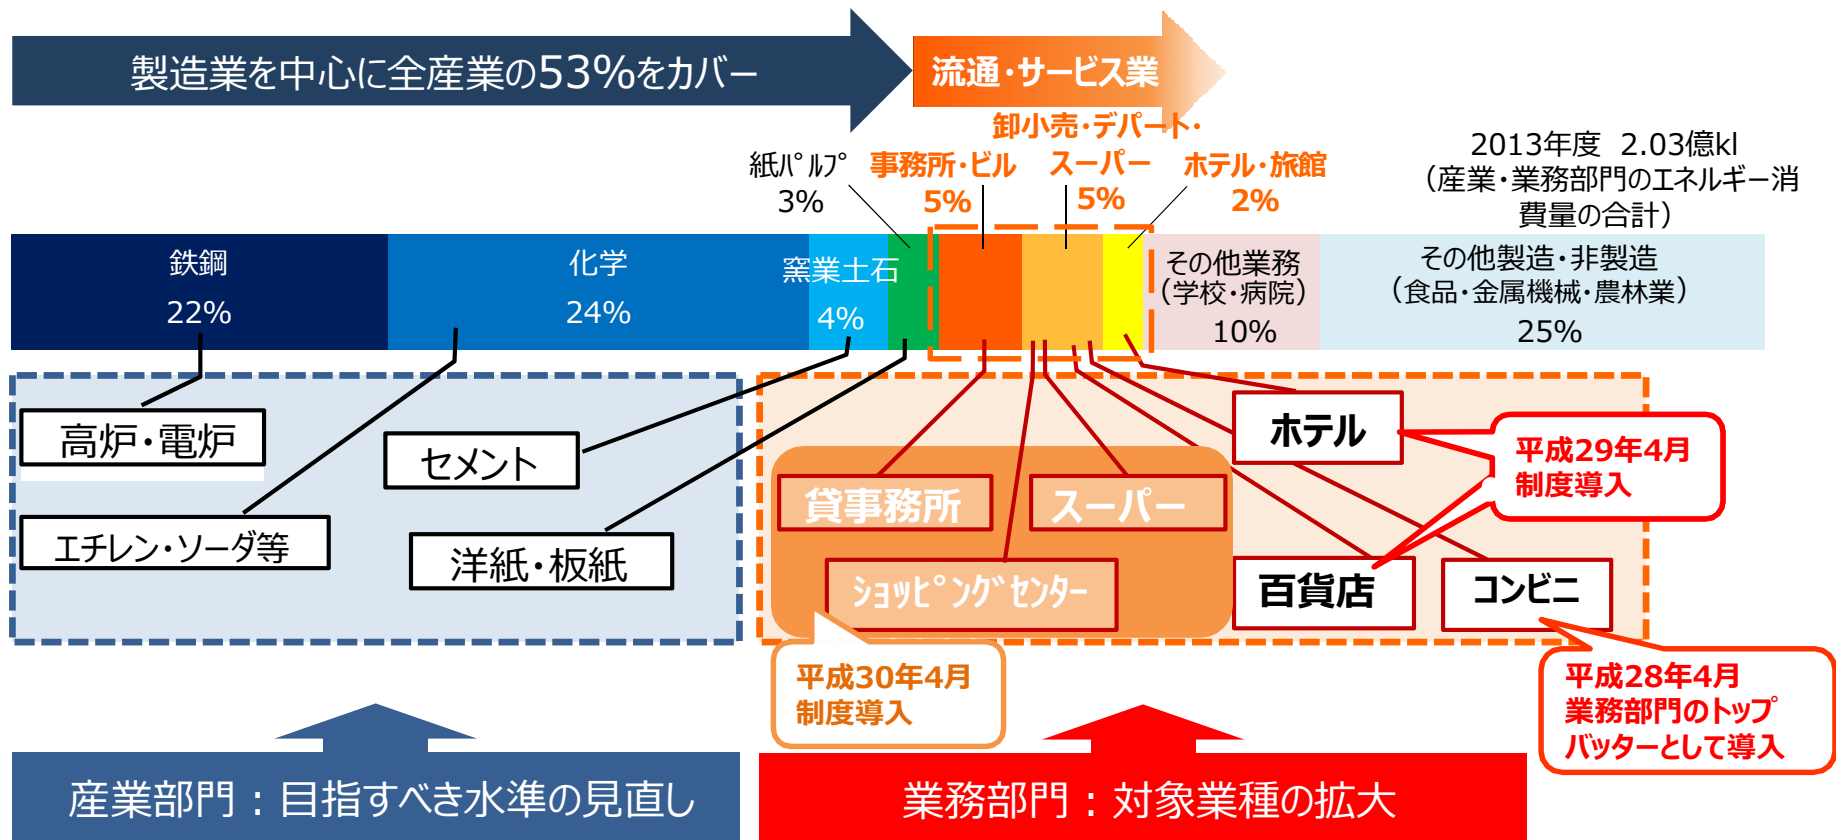 製造業を中心に全産業の53%をカバー
流通・サービス業
卸小売・デパート・
スーパー
5%
紙ﾊﾟﾙﾌﾟ
3%
事務所・ビル
5%
ホテル・旅館
2%
2013年度 2.03億kl
（産業・業務部門のエネルギー消
費量の合計）
鉄鋼
22%
化学
24%
窯業土石
4%
その他業務
（学校・病院）
10%
その他製造・非製造
（食品・金属機械・農林業）
25%
高炉・電炉
セメント
エチレン・ソーダ等
洋紙・板紙
ホテル
平成29年4月
制度導入
貸事務所
スーパー
ｼｮｯﾋﾟﾝｸﾞｾﾝﾀｰ
百貨店
コンビニ
平成30年4月
制度導入
平成28年4月
業務部門のトップ
バッターとして導入
産業部門：目指すべき水準の見直し
業務部門：対象業種の拡大